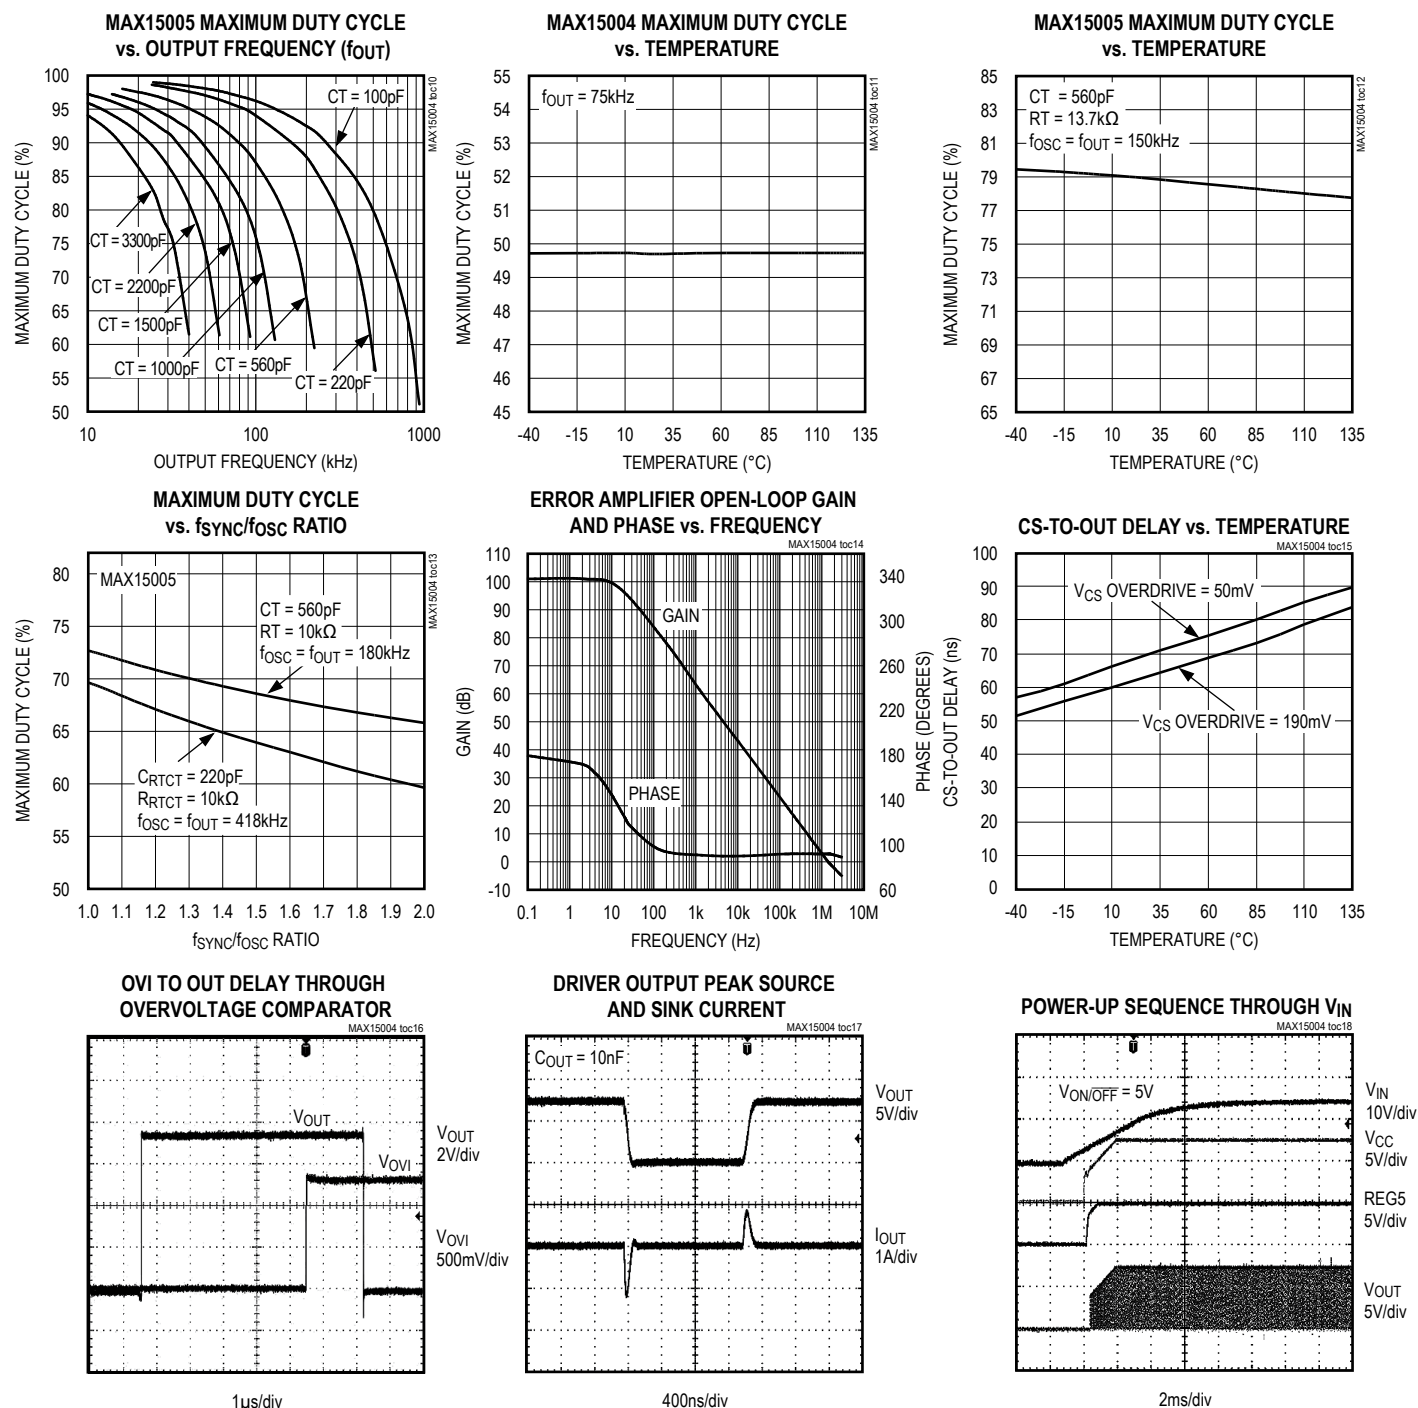 MAX15005 MAXIMUM DUTY CYCLE
vs. OUTPUT FREQUENCY (fOUT)
MAX15004 toc10
MAXIMUM DUTY CYCLE (%)
100
95
90
85
80
75
70
65
60
55
50
CT = 100pF
CT = 3300pF
CT = 2200pF
CT = 1500pF
CT = 1000pF
CT = 560pF
CT = 220pF
10 100 1000
OUTPUT FREQUENCY (kHz)
MAX15004 MAXIMUM DUTY CYCLE
vs. TEMPERATURE
MAX15004 toc11
MAXIMUM DUTY CYCLE (%)
55
54
53
52
51
50
49
48
47
46
45
fOUT = 75kHz
-40 -15 10 35 60 85 110 135
TEMPERATURE (°C)
MAX15005 MAXIMUM DUTY CYCLE
vs. TEMPERATURE
MAX15004 toc12
MAXIMUM DUTY CYCLE (%)
85
83
81
79
77
75
73
71
69
67
65
CT = 560pF
RT = 13.7kΩ
fOSC = fOUT = 150kHz
-40 -15 10 35 60 85 110 135
TEMPERATURE (°C)
MAXIMUM DUTY CYCLE
vs. fSYNC/fOSC RATIO
MAX15004 toc13
MAXIMUM DUTY CYCLE (%)
80
75
70
65
60
55
50
MAX15005
CT = 560pF
RT = 10kΩ
fOSC = fOUT = 180kHz
CRTCT = 220pF
RRTCT = 10kΩ
fOSC = fOUT = 418kHz
1.0 1.1 1.2 1.3 1.4 1.5 1.6 1.7 1.8 1.9 2.0
fSYNC/fOSC RATIO
ERROR AMPLIFIER OPEN-LOOP GAIN
AND PHASE vs. FREQUENCY
MAX15004 toc14
GAIN (dB)
110
100
90
80
70
60
50
40
30
20
10
0
-10
GAIN
PHASE
340
300
260
220
180
140
100
60
PHASE (DEGREES)
0.1 1 10 100 1k 10k 100k 1M 10M
FREQUENCY (Hz)
CS-TO-OUT DELAY vs. TEMPERATURE
MAX15004 toc15
CS-TO-OUT DELAY (ns)
100
90
80
70
60
50
40
30
20
10
0
VCS OVERDRIVE = 50mV
VCS OVERDRIVE = 190mV
-40 -15 10 35 60 85 110 135
TEMPERATURE (°C)
OVI TO OUT DELAY THROUGH
OVERVOLTAGE COMPARATOR
MAX15004 toc16
VOUT
VOVI
VOUT
2V/div
VOVI
500mV/div
1µs/div
DRIVER OUTPUT PEAK SOURCE
AND SINK CURRENT
MAX15004 toc17
COUT = 10nF
VOUT
5V/div
IOUT
1A/div
400ns/div
POWER-UP SEQUENCE THROUGH VIN
MAX15004 toc18
VON/OFF = 5V
VIN
10V/div
VCC
5V/div
REG5
5V/div
VOUT
5V/div
2ms/div